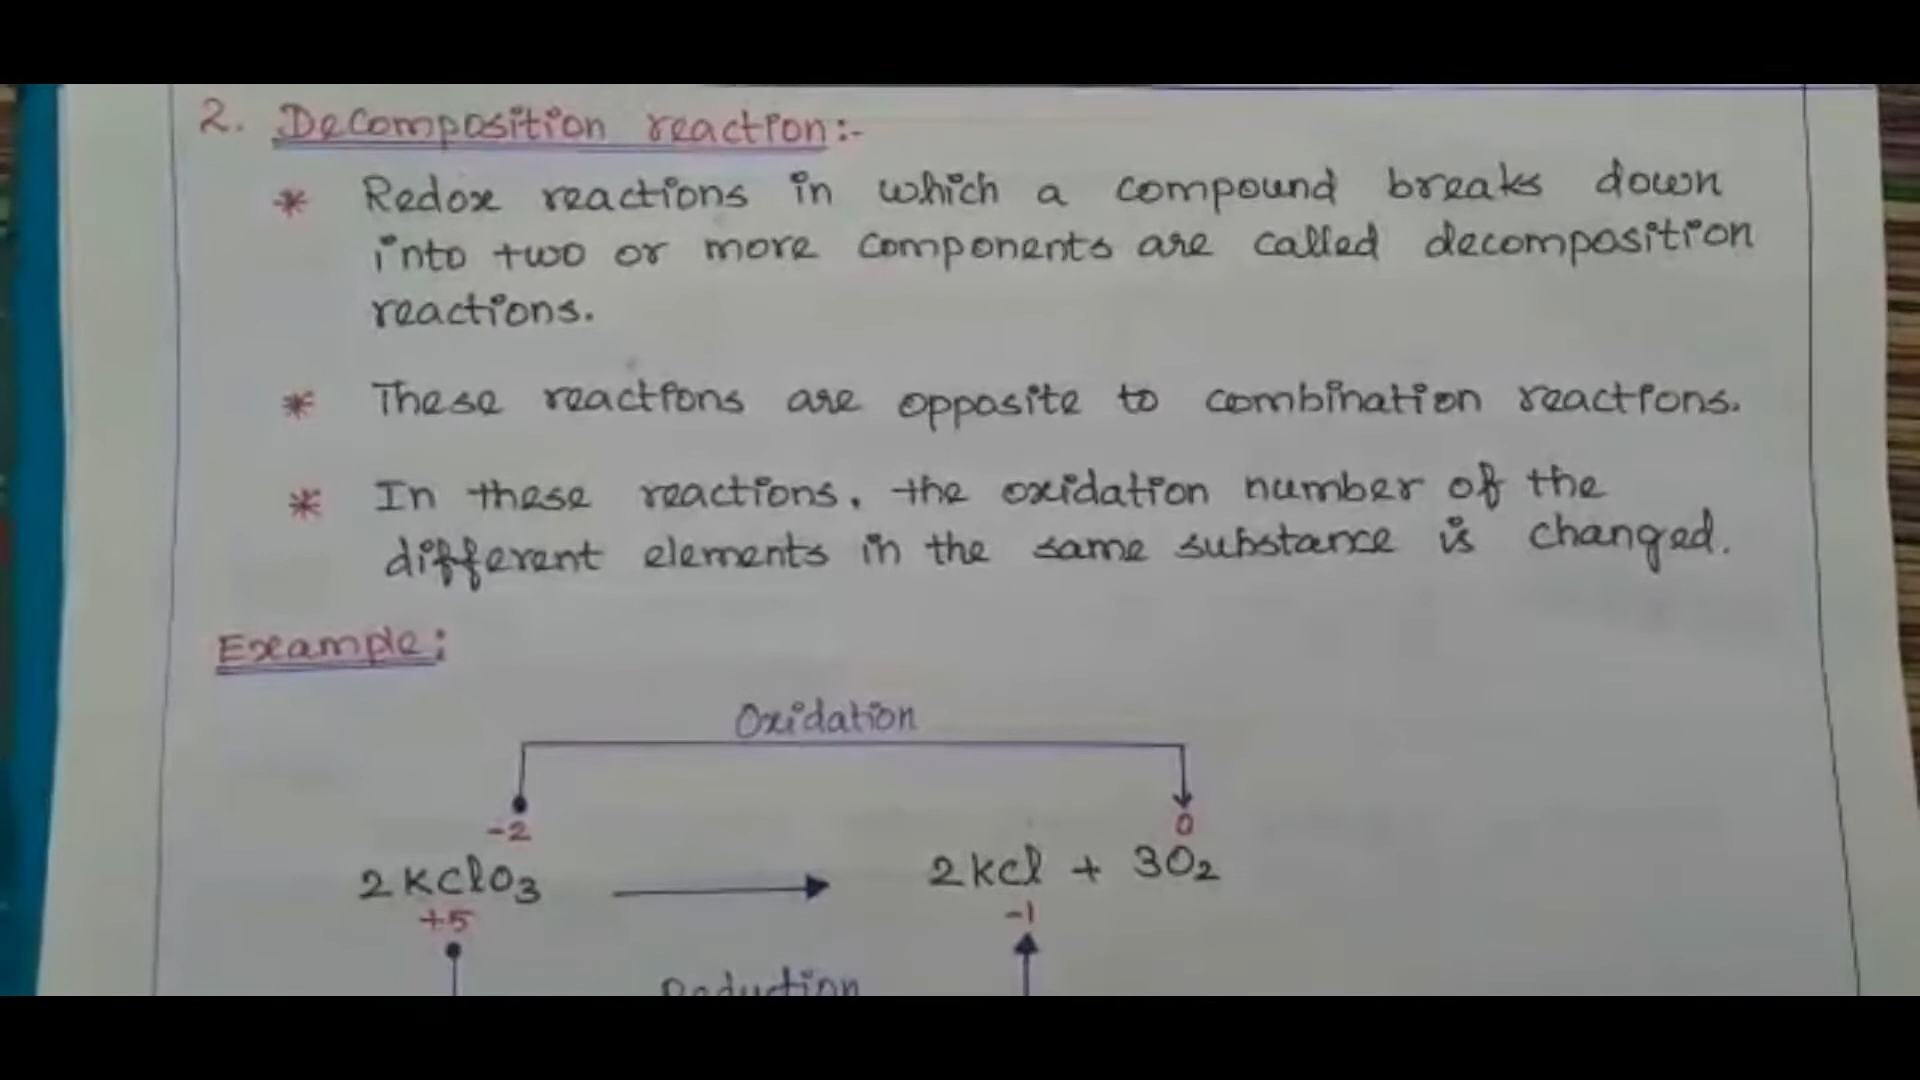 2. Decomposition reaction:-
* Redox reactions in which a compound breaks down
into two or more components are called decomposition
reactions.
* These reactions are opposite to combination reactions.
* In these reactions, the oxidation number of the
different elements in the same substance is changed.
Example:
Oxidation
-2 0
2KClO3 → 2KCl + 3O2
+5 -1
Reduction